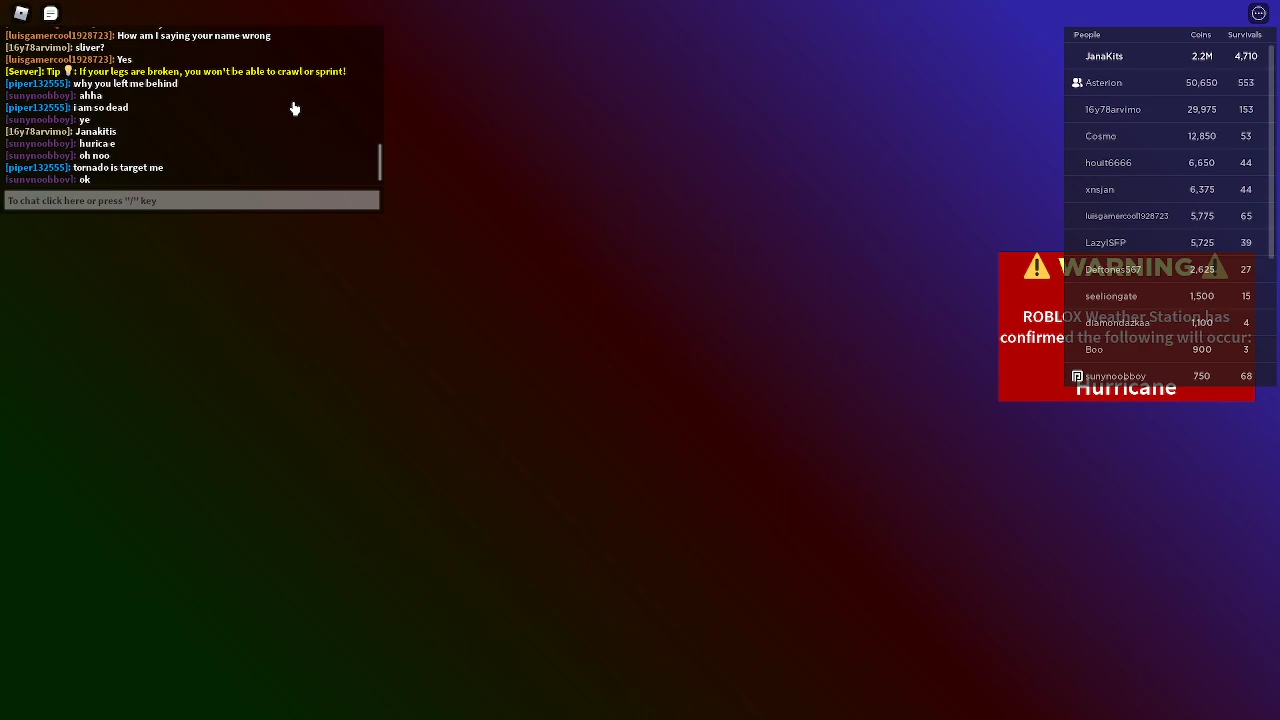 [luisgamercool1928723]: How am I saying your name wrong
[16y78arvimo]: sliver?
[luisgamercool1928723]: Yes
[Server]: Tip 💡: If your legs are broken, you won't be able to crawl or sprint!
[piper132555]: why you left me behind
[sunynoobboy]: ahha
[piper132555]: i am so dead
[sunynoobboy]: ye
[16y78arvimo]: Janakitis
[sunynoobboy]: hurica e
[sunynoobboy]: oh noo
[piper132555]: tornado is target me
[sunynoobboy]: ok
To chat click here or press "/" key
People Coins Survivals
JanaKits 2.2M 4,710
Asterion 50,650 553
16y78arvimo 29,975 153
Cosmo 12,850 53
hoult6666 6,650 44
xnsjan 6,375 44
luisgamercool1928723 5,775 65
LazyISFP 5,725 39
Deftones567 2,625 27
seeliongate 1,500 15
diamondazkaa 1,100 4
Boo 900 3
sunynoobboy 750 68
⚠️ WARNING ⚠️
ROBLOX Weather Station has
confirmed the following will occur:
Hurricane